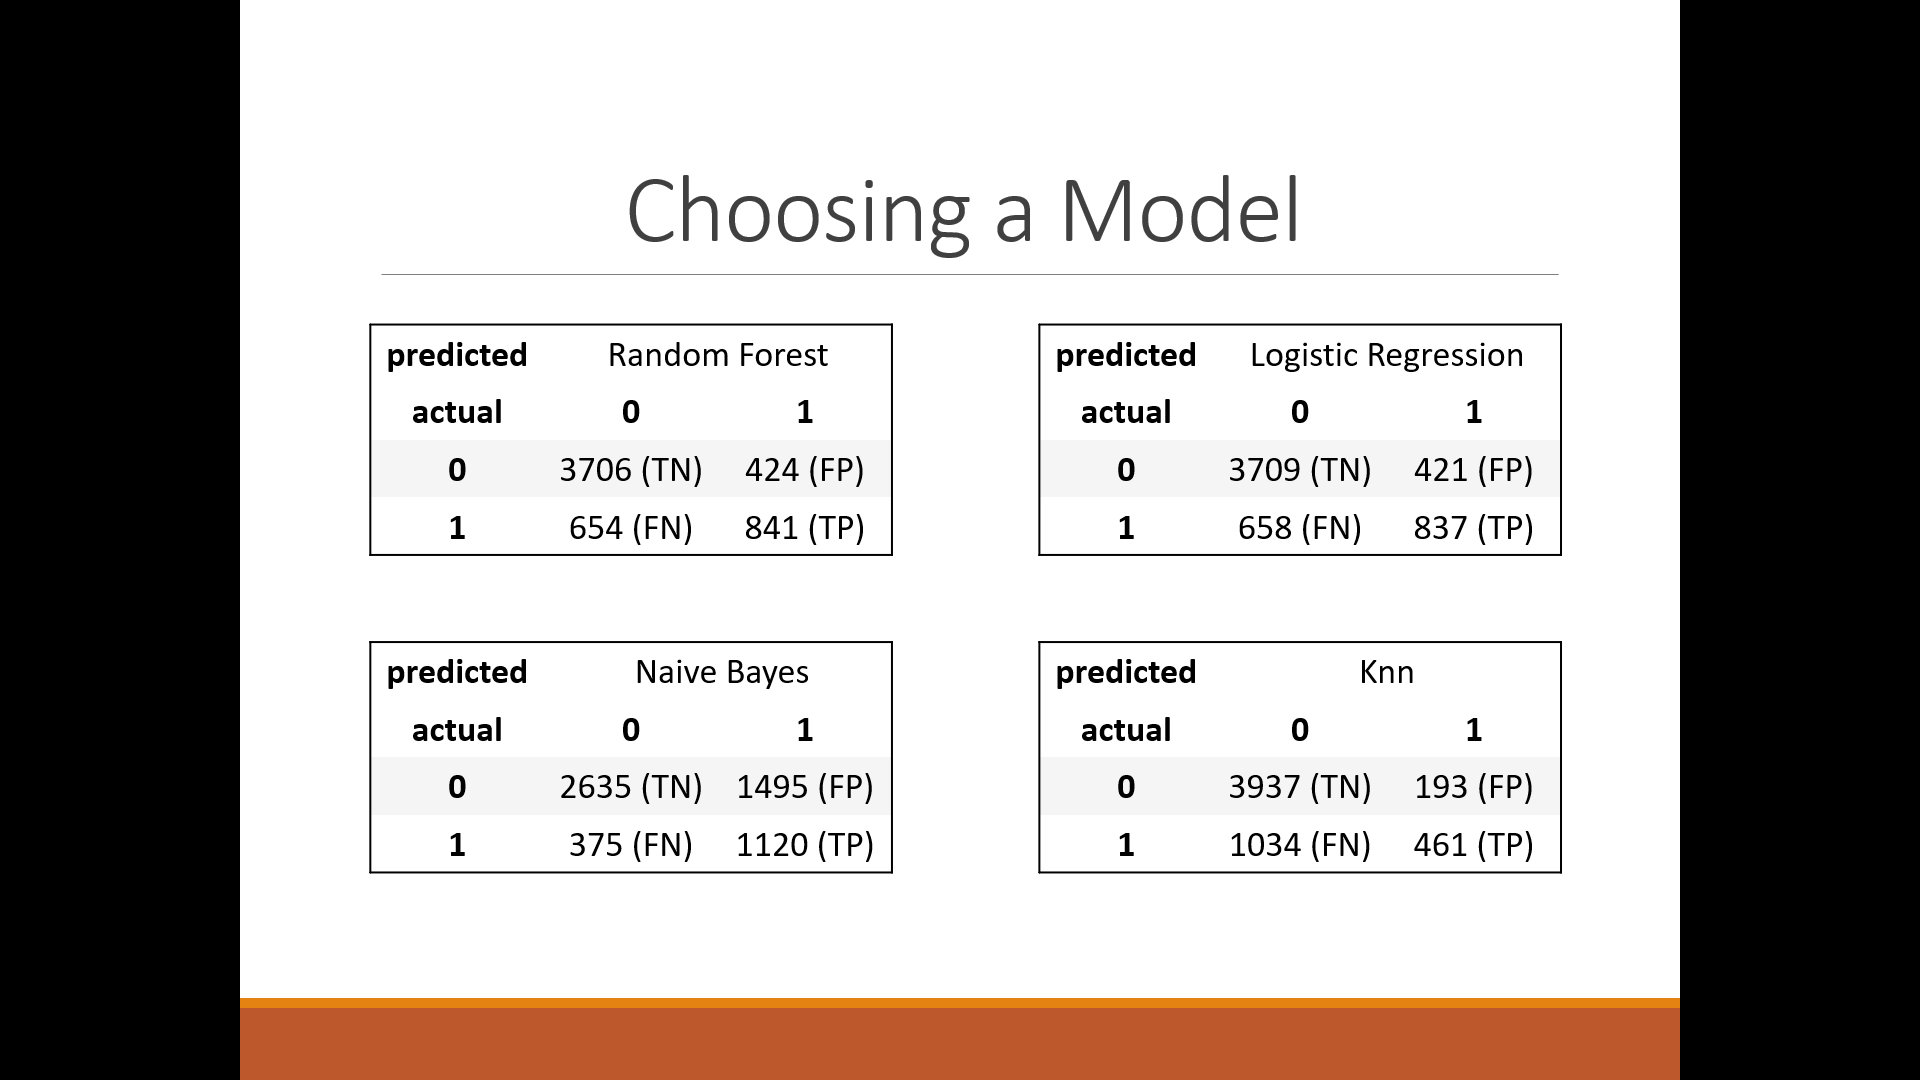 Choosing a Model
predicted Random Forest
actual 0 1
0 3706 (TN) 424 (FP)
1 654 (FN) 841 (TP)
predicted Logistic Regression
actual 0 1
0 3709 (TN) 421 (FP)
1 658 (FN) 837 (TP)
predicted Naive Bayes
actual 0 1
0 2635 (TN) 1495 (FP)
1 375 (FN) 1120 (TP)
predicted Knn
actual 0 1
0 3937 (TN) 193 (FP)
1 1034 (FN) 461 (TP)